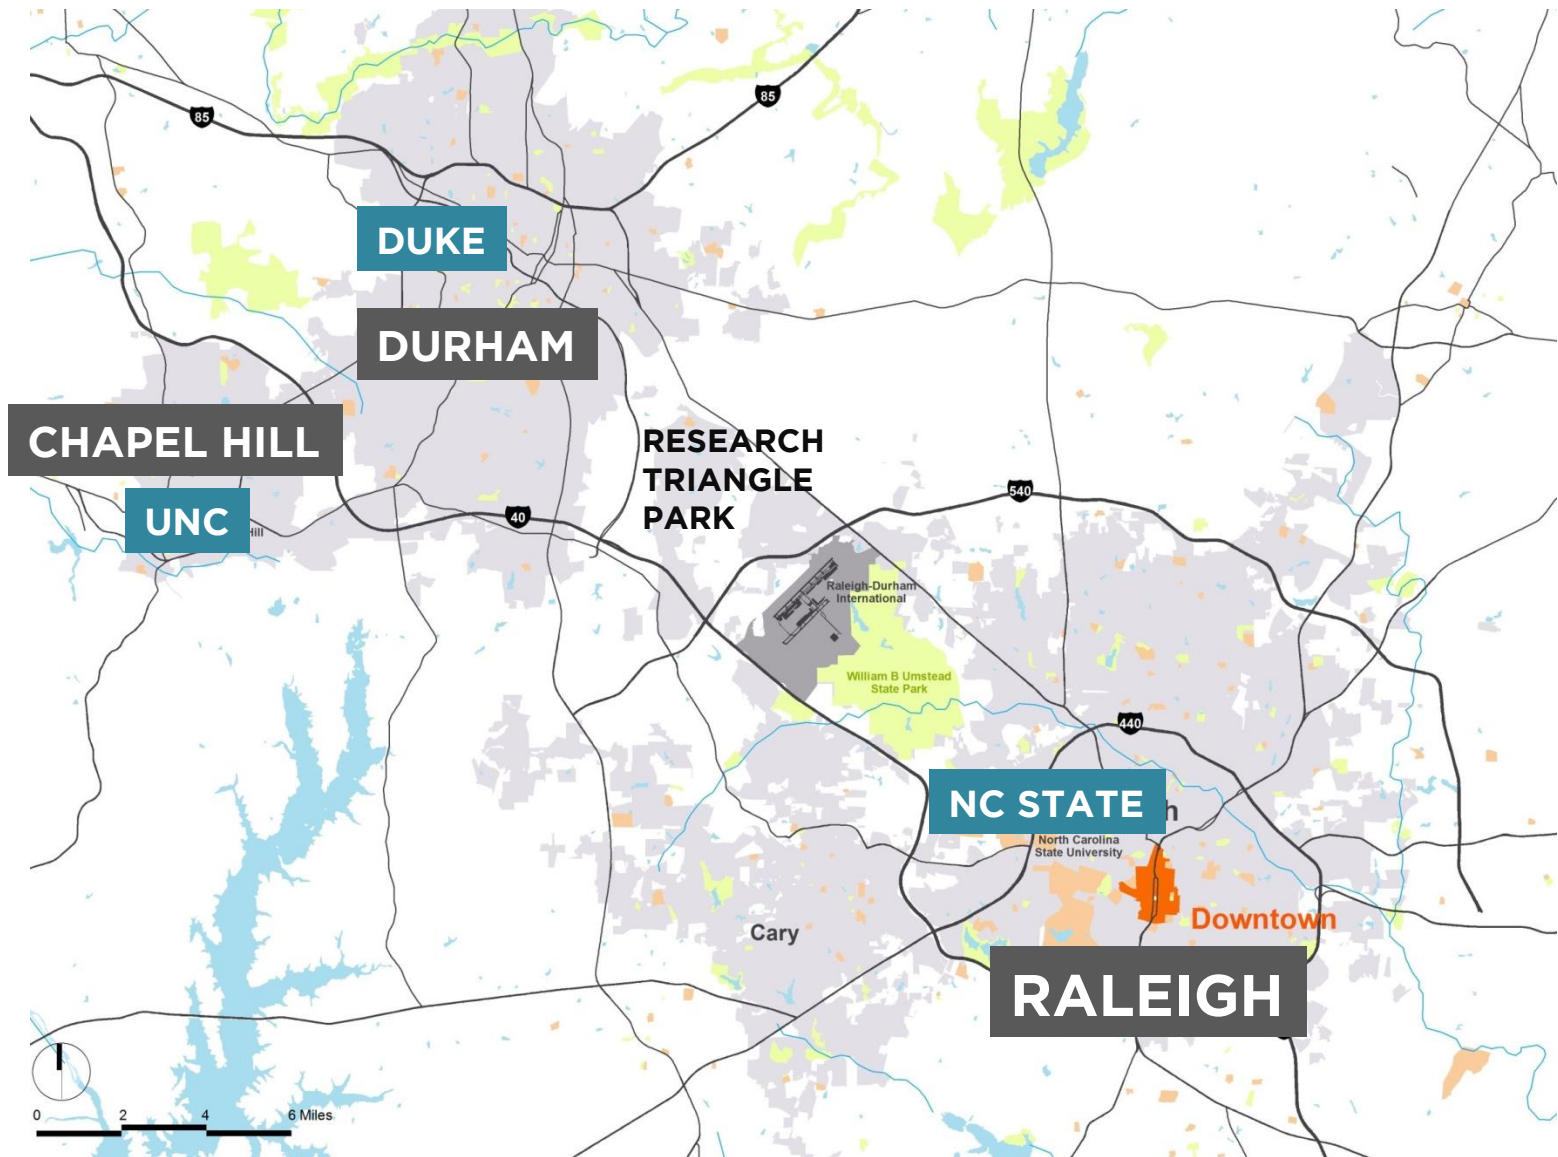 85
85
DUKE
DURHAM
CHAPEL HILL
RESEARCH
TRIANGLE
PARK
540
UNC
Hill
40
Raleigh-Durham
International
William B Umstead
State Park
440
NC STATE
h
North Carolina
State University
Downtown
Cary
RALEIGH
0 2 4 6 Miles